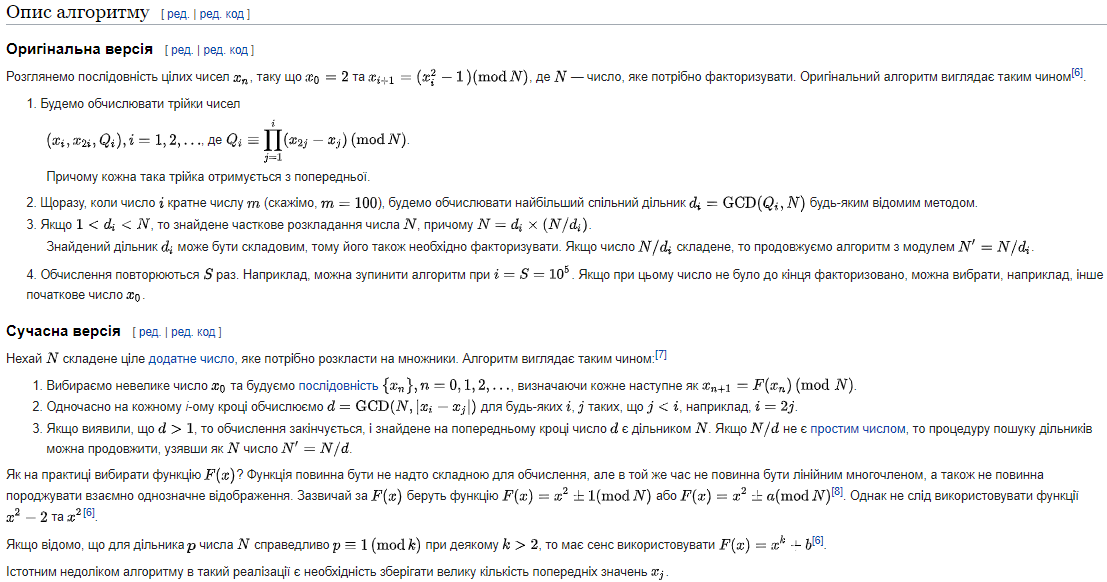 Опис алгоритму [ ред. | ред. код ]
Оригінальна версія [ ред. | ред. код ]
Розглянемо послідовність цілих чисел xₙ, таку що x₀ = 2 та xᵢ₊₁ = (xᵢ² − 1)(mod N), де N — число, яке потрібно факторизувати. Оригінальний алгоритм виглядає таким чином[6].
1. Будемо обчислювати трійки чисел
(xᵢ, x₂ᵢ, Qᵢ), i = 1, 2, …, де Qᵢ ≡ ∏ⱼ₌₁ⁱ (x₂ⱼ − xⱼ) (mod N).
Причому кожна така трійка отримується з попередньої.
2. Щоразу, коли число i кратне числу m (скажімо, m = 100), будемо обчислювати найбільший спільний дільник dᵢ = GCD(Qᵢ, N) будь-яким відомим методом.
3. Якщо 1 < dᵢ < N, то знайдене часткове розкладання числа N, причому N = dᵢ × (N/dᵢ).
Знайдений дільник dᵢ може бути складовим, тому його також необхідно факторизувати. Якщо число N/dᵢ складене, то продовжуємо алгоритм з модулем N′ = N/dᵢ.
4. Обчислення повторюються S раз. Наприклад, можна зупинити алгоритм при i = S = 10⁵. Якщо при цьому число не було до кінця факторизовано, можна вибрати, наприклад, інше
початкове число x₀.
Сучасна версія [ ред. | ред. код ]
Нехай N складене ціле додатне число, яке потрібно розкласти на множники. Алгоритм виглядає таким чином:[7]
1. Вибираємо невелике число x₀ та будуємо послідовність {xₙ}, n = 0, 1, 2, …, визначаючи кожне наступне як xₙ₊₁ = F(xₙ) (mod N).
2. Одночасно на кожному i-ому кроці обчислюємо d = GCD(N, |xᵢ − xⱼ|) для будь-яких i, j таких, що j < i, наприклад, i = 2j.
3. Якщо виявили, що d > 1, то обчислення закінчується, і знайдене на попередньому кроці число d є дільником N. Якщо N/d не є простим числом, то процедуру пошуку дільників
можна продовжити, узявши як N число N′ = N/d.
Як на практиці вибирати функцію F(x)? Функція повинна бути не надто складною для обчислення, але в той же час не повинна бути лінійним многочленом, а також не повинна
породжувати взаємно однозначне відображення. Зазвичай за F(x) беруть функцію F(x) = x² ± 1(mod N) або F(x) = x² ± a(mod N)[8]. Однак не слід використовувати функції
x² − 2 та x²[6].
Якщо відомо, що для дільника p числа N справедливо p ≡ 1 (mod k) при деякому k > 2, то має сенс використовувати F(x) = xᵏ + b[6].
Істотним недоліком алгоритму в такий реалізації є необхідність зберігати велику кількість попередніх значень xⱼ.